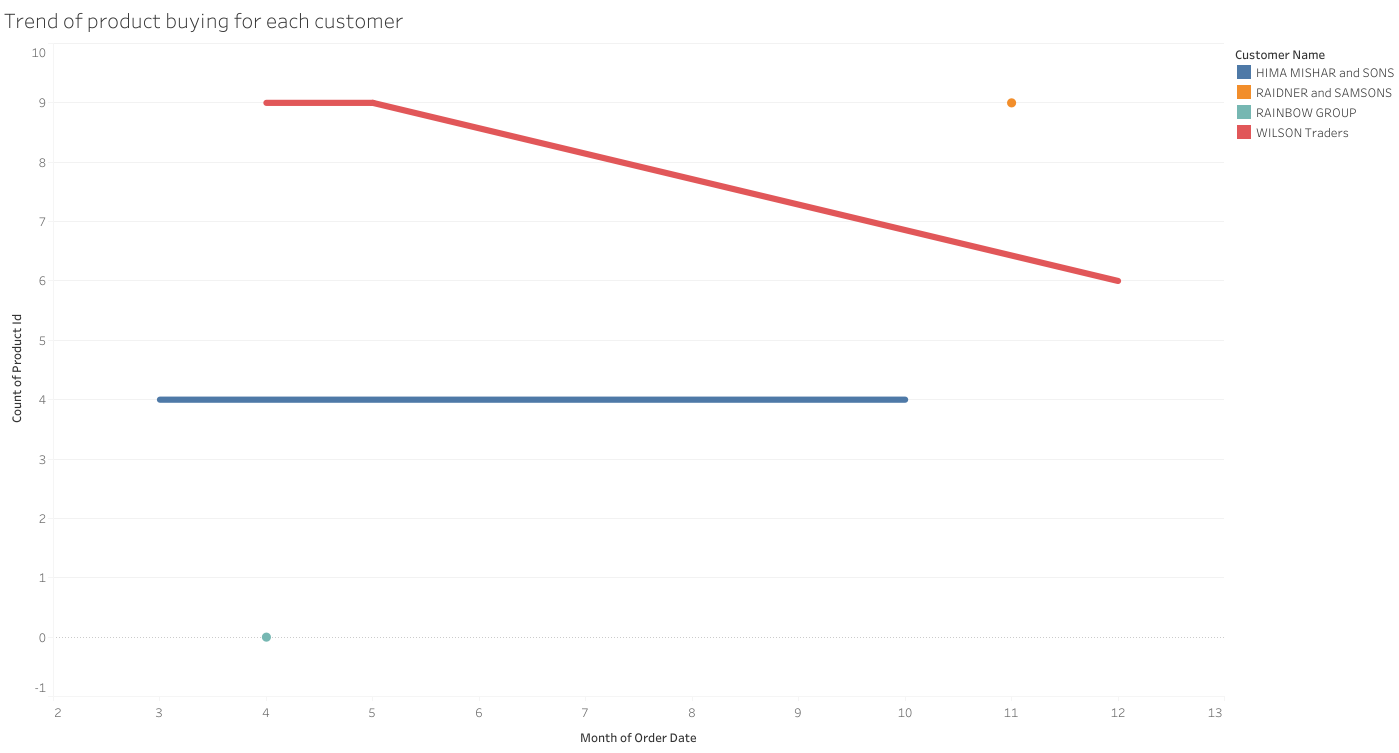 Trend of product buying for each customer
10
9
8
7
6
5
4
3
2
1
0
-1
Count of Product Id
2 3 4 5 6 7 8 9 10 11 12 13
Month of Order Date
Customer Name
HIMA MISHAR and SONS
RAIDNER and SAMSONS
RAINBOW GROUP
WILSON Traders